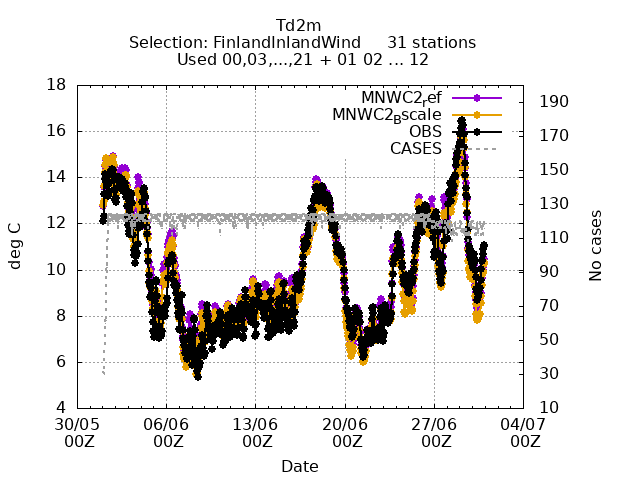 Td2m
Selection: FinlandInlandWind 31 stations
Used 00,03,...,21 + 01 02 ... 12
18 190
MNWC2_ref
16 170
MNWC2_Bscale
OBS
CASES
14 150
130
12 110
deg C No cases
10 90
8 70
50
6 30
4 10
30/05 06/06 13/06 20/06 27/06 04/07
00Z 00Z 00Z 00Z 00Z 00Z
Date